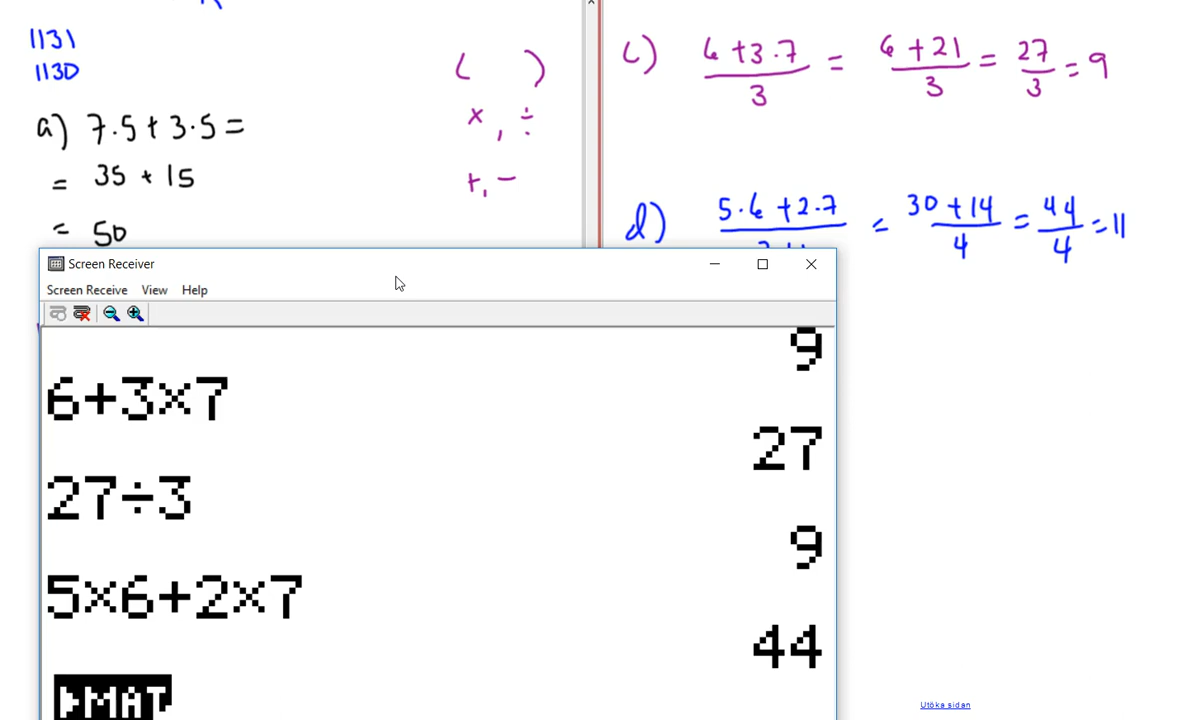 1131
1130
a) 7·5 + 3·5 =
= 35 + 15
= 50
( )
×, ÷
+, -
c) (6 + 3·7)/3 = (6 + 21)/3 = 27/3 = 9
d) 5·6 + 2·7 = (30 + 14)/4 = 44/4 = 11
Screen Receiver
Screen Receive View Help
9
6+3×7
27
27÷3
9
5×6+2×7
44
▶MAT
Utöka sidan